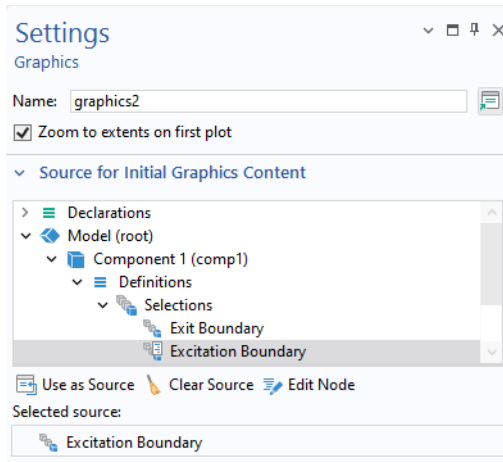 Settings
Graphics
Name: graphics2
Zoom to extents on first plot
Source for Initial Graphics Content
Declarations
Model (root)
Component 1 (comp1)
Definitions
Selections
Exit Boundary
Excitation Boundary
Use as Source Clear Source Edit Node
Selected source:
Excitation Boundary